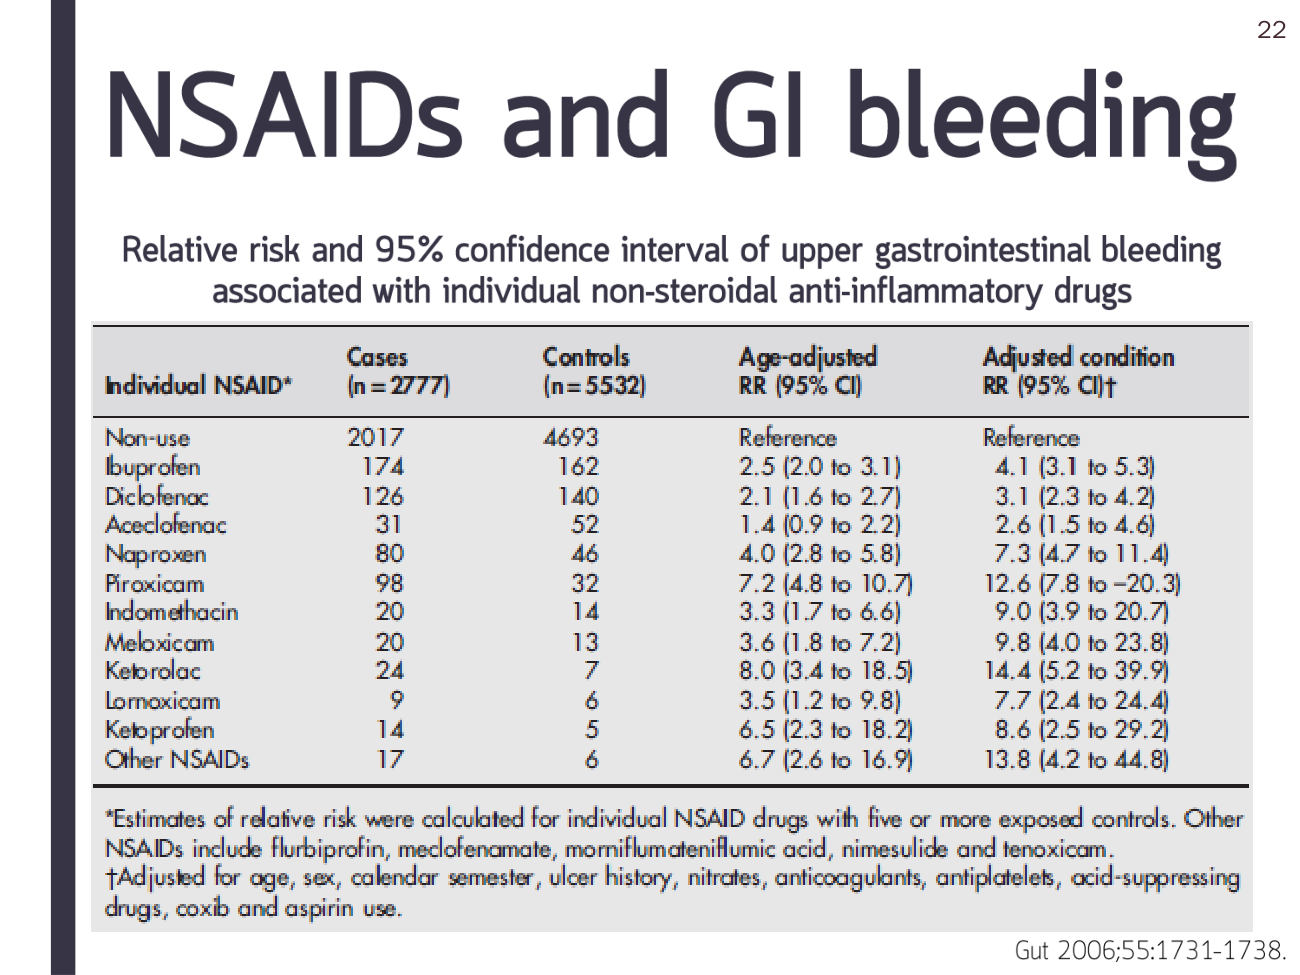 22
NSAIDs and GI bleeding
Relative risk and 95% confidence interval of upper gastrointestinal bleeding
associated with individual non-steroidal anti-inflammatory drugs
Individual NSAID* Cases (n = 2777) Controls (n = 5532) Age-adjusted RR (95% CI) Adjusted condition RR (95% CI)†
Non-use 2017 4693 Reference Reference
Ibuprofen 174 162 2.5 (2.0 to 3.1) 4.1 (3.1 to 5.3)
Diclofenac 126 140 2.1 (1.6 to 2.7) 3.1 (2.3 to 4.2)
Aceclofenac 31 52 1.4 (0.9 to 2.2) 2.6 (1.5 to 4.6)
Naproxen 80 46 4.0 (2.8 to 5.8) 7.3 (4.7 to 11.4)
Piroxicam 98 32 7.2 (4.8 to 10.7) 12.6 (7.8 to –20.3)
Indomethacin 20 14 3.3 (1.7 to 6.6) 9.0 (3.9 to 20.7)
Meloxicam 20 13 3.6 (1.8 to 7.2) 9.8 (4.0 to 23.8)
Ketorolac 24 7 8.0 (3.4 to 18.5) 14.4 (5.2 to 39.9)
Lornoxicam 9 6 3.5 (1.2 to 9.8) 7.7 (2.4 to 24.4)
Ketoprofen 14 5 6.5 (2.3 to 18.2) 8.6 (2.5 to 29.2)
Other NSAIDs 17 6 6.7 (2.6 to 16.9) 13.8 (4.2 to 44.8)
*Estimates of relative risk were calculated for individual NSAID drugs with five or more exposed controls. Other
NSAIDs include flurbiprofin, meclofenamate, morniflumateniflumic acid, nimesulide and tenoxicam.
†Adjusted for age, sex, calendar semester, ulcer history, nitrates, anticoagulants, antiplatelets, acid-suppressing
drugs, coxib and aspirin use.
Gut 2006;55:1731-1738.